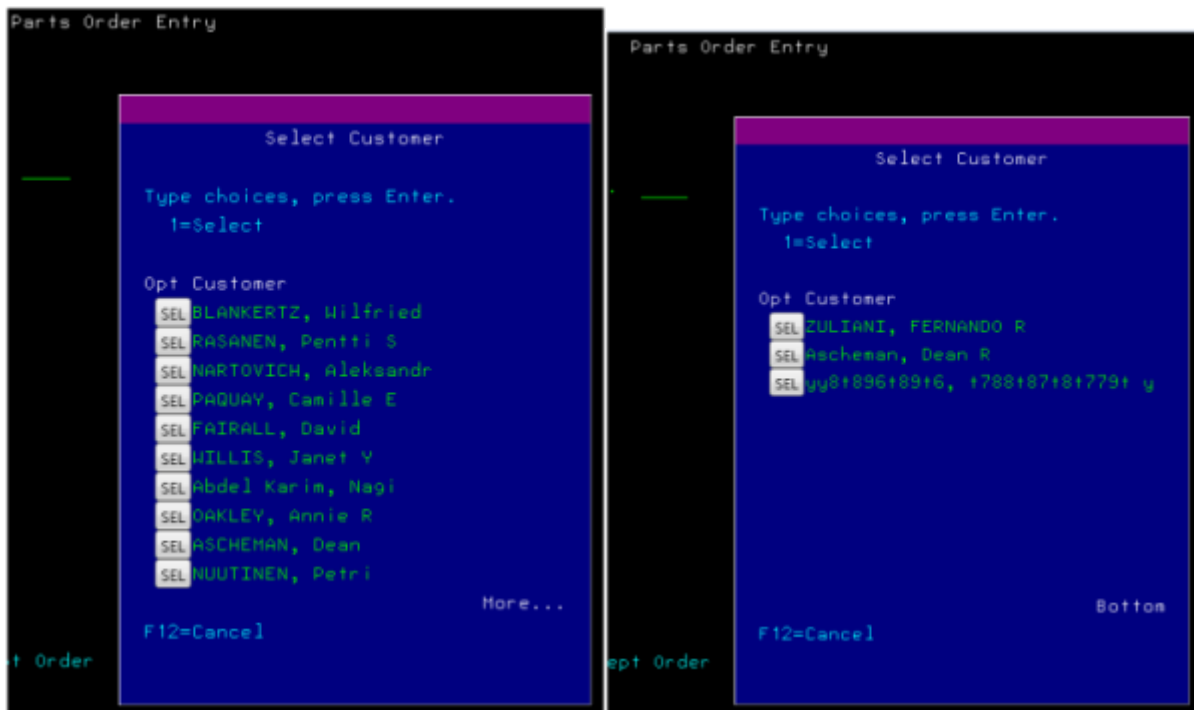 Parts Order Entry
Select Customer
Type choices, press Enter.
1=Select
Opt Customer
SEL BLANKERTZ, Wilfried
SEL RASANEN, Pentti S
SEL NARTOVICH, Aleksandr
SEL PAQUAY, Camille E
SEL FAIRALL, David
SEL WILLIS, Janet Y
SEL Abdel Karim, Nagi
SEL OAKLEY, Annie R
SEL ASCHEMAN, Dean
SEL NUUTINEN, Petri
More...
F12=Cancel
t Order
Parts Order Entry
Select Customer
Type choices, press Enter.
1=Select
Opt Customer
SEL ZULIANI, FERNANDO R
SEL Ascheman, Dean R
SEL yy8t896t89t6, t788t87t8t779t y
Bottom
F12=Cancel
ept Order